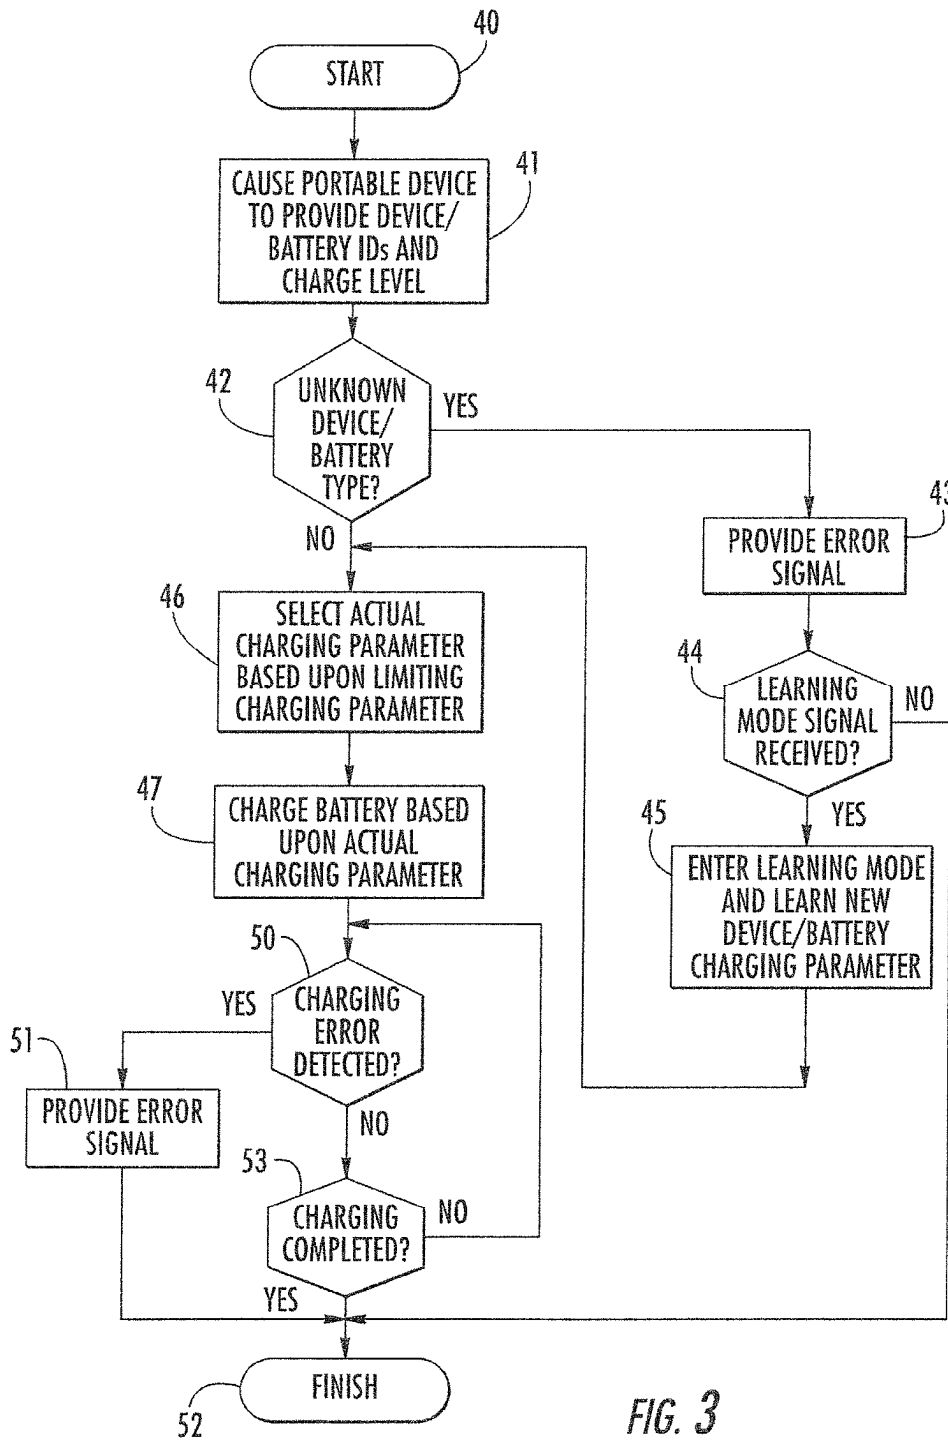 40
START
41
CAUSE PORTABLE DEVICE
TO PROVIDE DEVICE/
BATTERY IDs AND
CHARGE LEVEL
42
UNKNOWN
DEVICE/
BATTERY
TYPE?
YES
NO
43
PROVIDE ERROR
SIGNAL
46
SELECT ACTUAL
CHARGING PARAMETER
BASED UPON LIMITING
CHARGING PARAMETER
44
LEARNING
MODE SIGNAL
RECEIVED?
NO
YES
47
CHARGE BATTERY BASED
UPON ACTUAL
CHARGING PARAMETER
45
ENTER LEARNING MODE
AND LEARN NEW
DEVICE/BATTERY
CHARGING PARAMETER
50
CHARGING
ERROR
DETECTED?
YES
NO
51
PROVIDE ERROR
SIGNAL
53
CHARGING
COMPLETED?
NO
YES
FINISH
52
FIG. 3